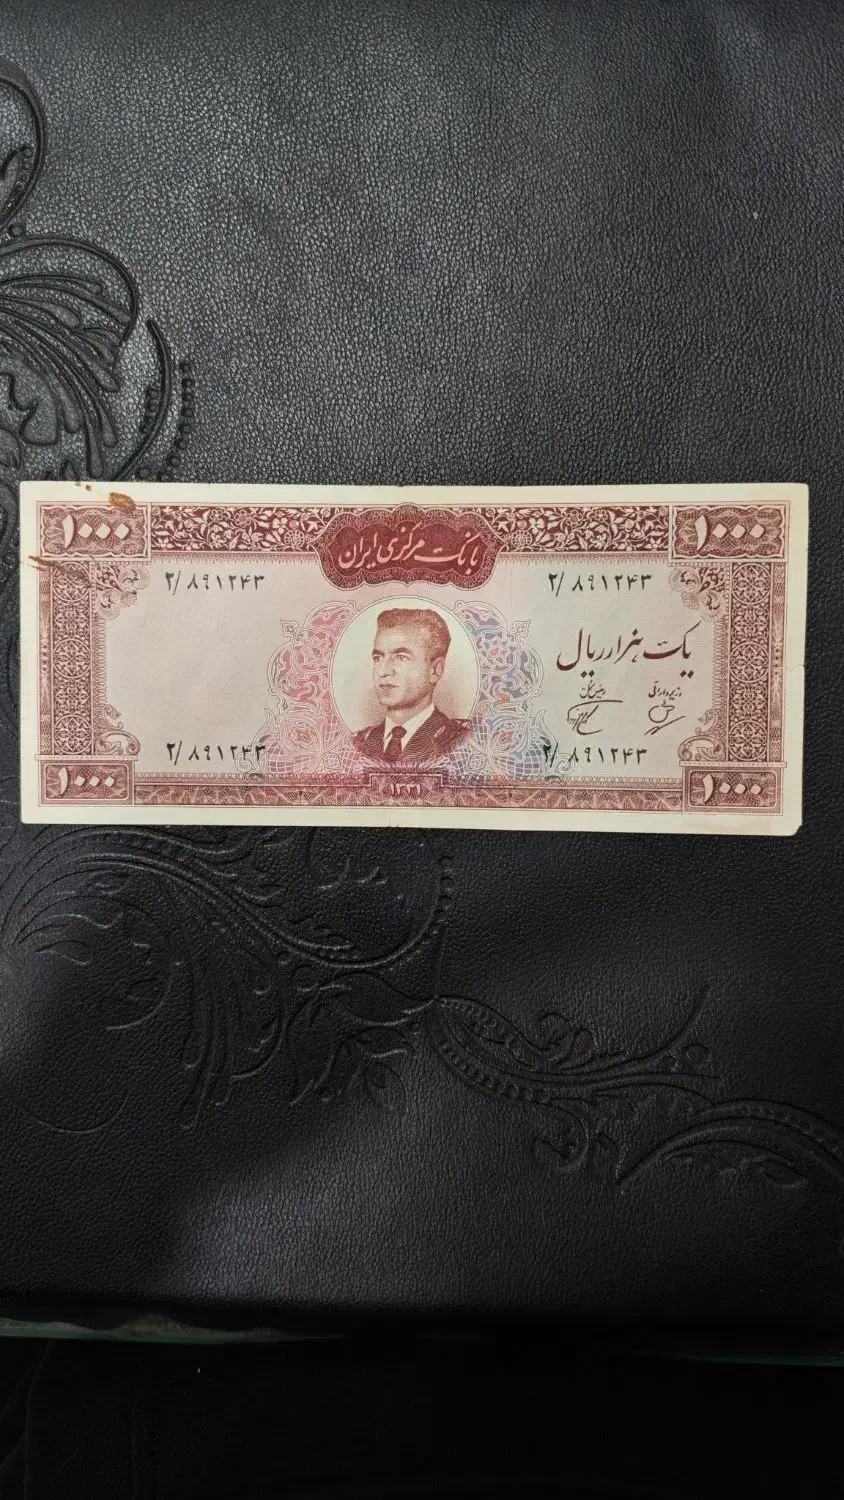 ۱۰۰۰
بانک مرکزی ایران
۱۰۰۰
۲/ ۸۹۱۲۴۳
۲/ ۸۹۱۲۴۳
یک هزار ریال
وزیر دارائی
رئیس کل
۲/ ۸۹۱۲۴۳
۲/ ۸۹۱۲۴۳
۱۰۰۰
۱۳۴۱
۱۰۰۰